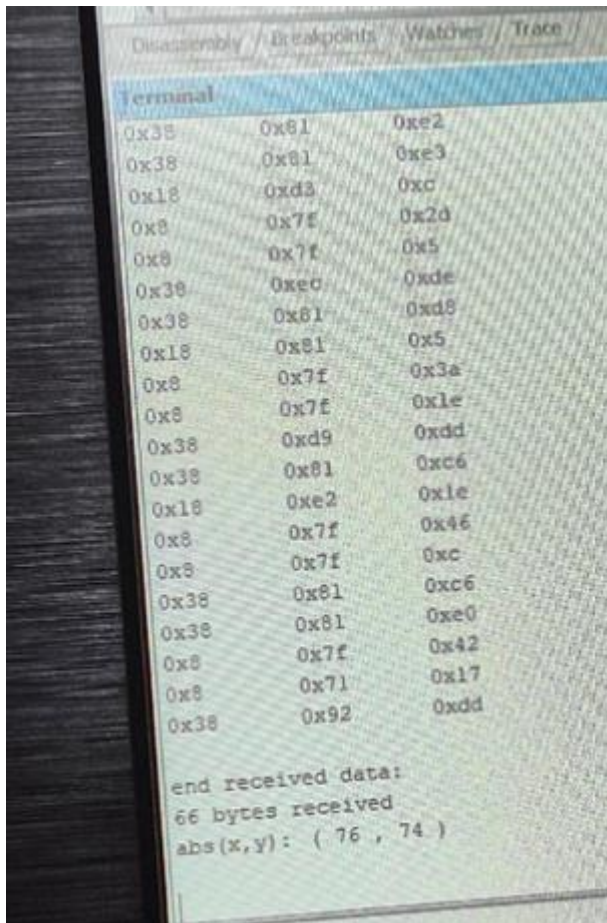 Disassembly Breakpoints Watches Trace
Terminal
0x38 0x81 0xe2
0x38 0x81 0xe3
0x18 0xd3 0xc
0x8 0x7f 0x2d
0x8 0x7f 0x5
0x38 0xec 0xde
0x38 0x81 0xd8
0x18 0x81 0x5
0x8 0x7f 0x3a
0x8 0x7f 0x1e
0x38 0xd9 0xdd
0x38 0x81 0xc6
0x18 0xe2 0x1e
0x8 0x7f 0x46
0x8 0x7f 0xc
0x38 0x81 0xc6
0x38 0x81 0xe0
0x8 0x7f 0x42
0x8 0x71 0x17
0x38 0x92 0xdd
end received data:
66 bytes received
abs(x,y): ( 76 , 74 )